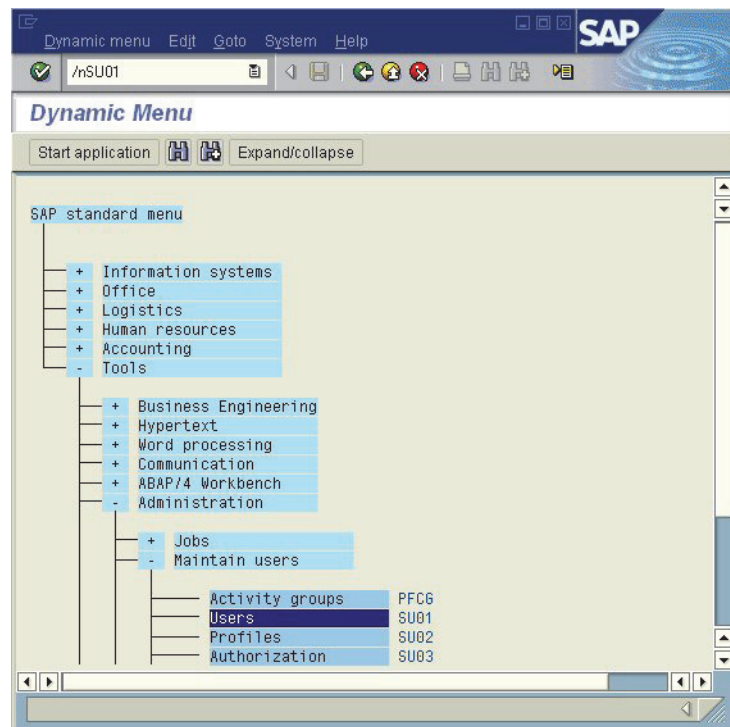 Dynamic menu Edit Goto System Help
SAP
/nSU01
Dynamic Menu
Start application Expand/collapse
SAP standard menu
+ Information systems
+ Office
+ Logistics
+ Human resources
+ Accounting
- Tools
+ Business Engineering
+ Hypertext
+ Word processing
+ Communication
+ ABAP/4 Workbench
- Administration
+ Jobs
- Maintain users
Activity groups PFCG
Users SU01
Profiles SU02
Authorization SU03